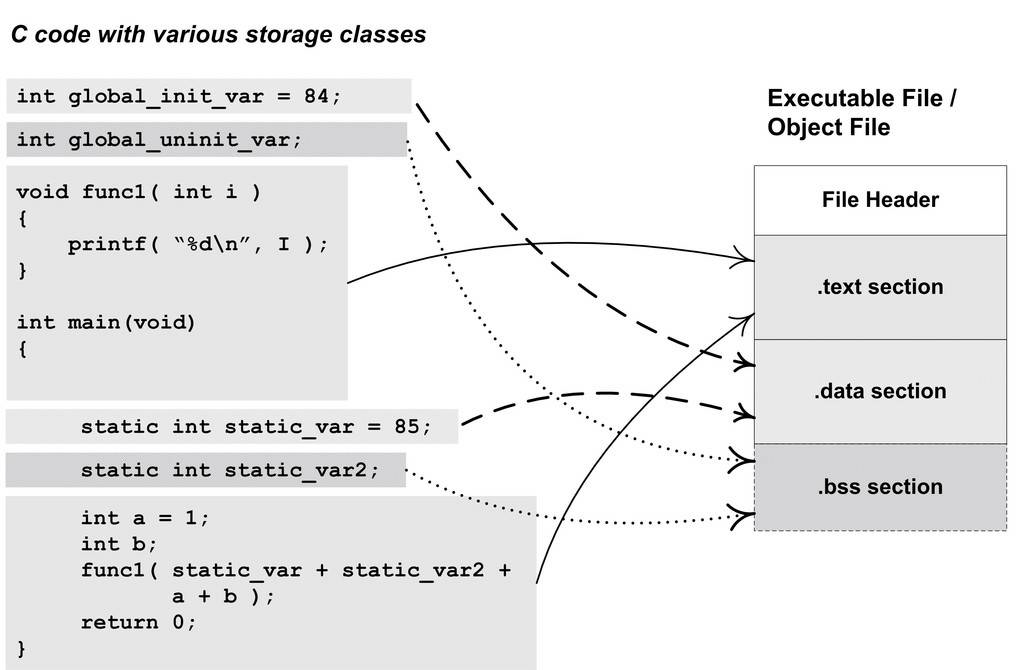 C code with various storage classes
int global_init_var = 84;
int global_uninit_var;
void func1( int i )
{
    printf( “%d\n”, I );
}
int main(void)
{
    static int static_var = 85;
    static int static_var2;
    int a = 1;
    int b;
    func1( static_var + static_var2 +
           a + b );
    return 0;
}
Executable File /
Object File
File Header
.text section
.data section
.bss section